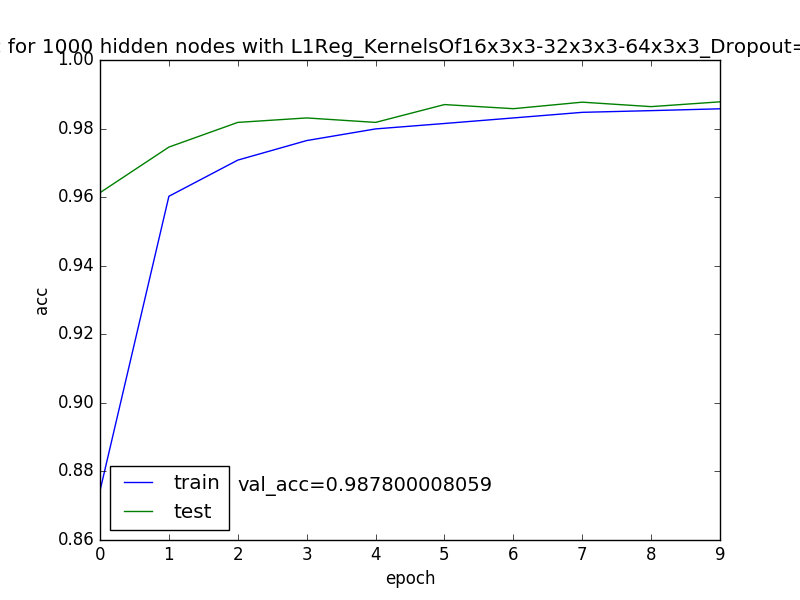 : for 1000 hidden nodes with L1Reg_KernelsOf16x3x3-32x3x3-64x3x3_Dropout=
1.00
0.98
0.96
0.94
0.92
0.90
0.88
0.86
acc
train
test
val_acc=0.987800008059
0 1 2 3 4 5 6 7 8 9
epoch